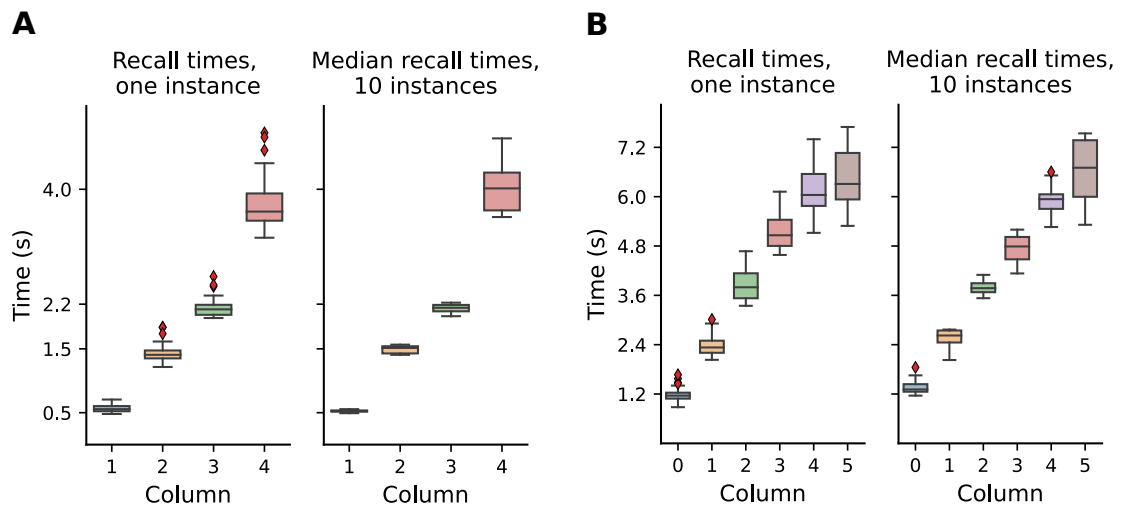 A
Recall times,
one instance
Median recall times,
10 instances
Time (s)
4.0
2.2
1.5
0.5
1 2 3 4
Column
1 2 3 4
Column
B
Recall times,
one instance
Median recall times,
10 instances
Time (s)
7.2
6.0
4.8
3.6
2.4
1.2
0 1 2 3 4 5
Column
0 1 2 3 4 5
Column